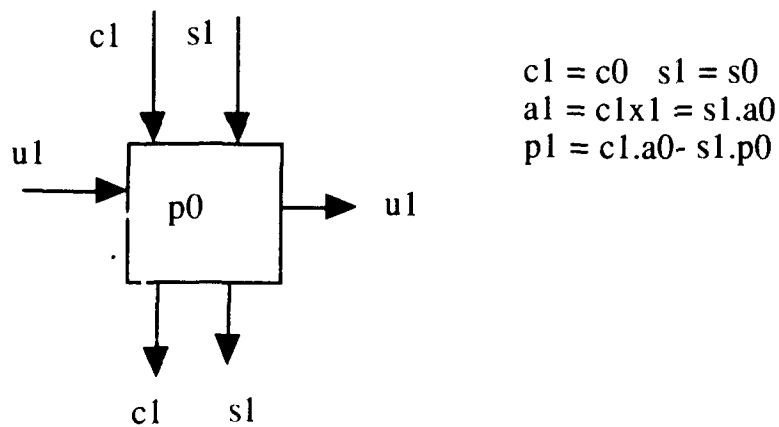 c1 s1
c1 = c0 s1 = s0
a1 = c1x1 = s1.a0
p1 = c1.a0- s1.p0
u1
p0
u1
c1 s1